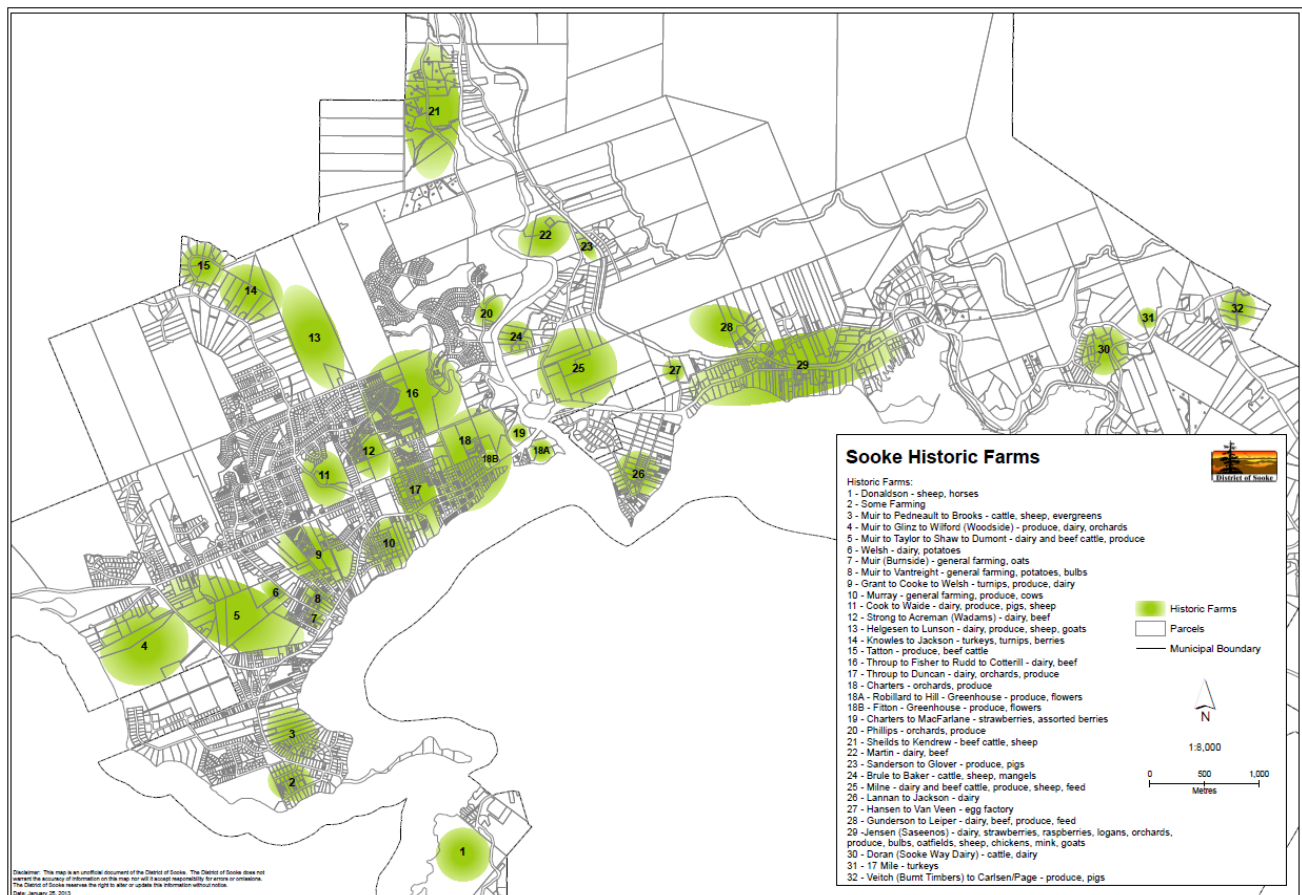 21
22
23
15
14
20
32
31
28
13
24
30
25
29
27
16
19
18
12
18A
18B
11
26
17
10
9
6
8
5
7
4
3
2
1
Sooke Historic Farms
District of Sooke
Historic Farms:
1 - Donaldson - sheep, horses
2 - Some Farming
3 - Muir to Pedneault to Brooks - cattle, sheep, evergreens
4 - Muir to Glinz to Wilford (Woodside) - produce, dairy, orchards
5 - Muir to Taylor to Shaw to Dumont - dairy and beef cattle, produce
6 - Welsh - dairy, potatoes
7 - Muir (Burnside) - general farming, oats
8 - Muir to Vantreight - general farming, potatoes, bulbs
9 - Grant to Cooke to Welsh - turnips, produce, dairy
10 - Murray - general farming, produce, cows
11 - Cook to Waide - dairy, produce, pigs, sheep
12 - Strong to Acreman (Wadams) - dairy, beef
13 - Helgesen to Lunson - dairy, produce, sheep, goats
14 - Knowles to Jackson - turkeys, turnips, berries
15 - Tatton - produce, beef cattle
16 - Throup to Fisher to Rudd to Cotterill - dairy, beef
17 - Throup to Duncan - dairy, orchards, produce
18 - Charters - orchards, produce
18A - Robillard to Hill - Greenhouse - produce, flowers
18B - Fitton - Greenhouse - produce, flowers
19 - Charters to MacFarlane - strawberries, assorted berries
20 - Phillips - orchards, produce
21 - Sheilds to Kendrew - beef cattle, sheep
22 - Martin - dairy, beef
23 - Sanderson to Glover - produce, pigs
24 - Brule to Baker - cattle, sheep, mangels
25 - Milne - dairy and beef cattle, produce, sheep, feed
26 - Lannan to Jackson - dairy
27 - Hansen to Van Veen - egg factory
28 - Gunderson to Leiper - dairy, beef, produce, feed
29 -Jensen (Saseenos) - dairy, strawberries, raspberries, logans, orchards,
produce, bulbs, oatfields, sheep, chickens, mink, goats
30 - Doran (Sooke Way Dairy) - cattle, dairy
31 - 17 Mile - turkeys
32 - Veitch (Burnt Timbers) to Carlsen/Page - produce, pigs
Historic Farms
Parcels
Municipal Boundary
N
1:8,000
0 500 1,000
Metres
Disclaimer: This map is an unofficial document of the District of Sooke. The District of Sooke does not
warrant the accuracy of information on this map nor will it accept responsibility for errors or omissions.
The District of Sooke reserves the right to alter or update this information without notice.
Date: January 25, 2013